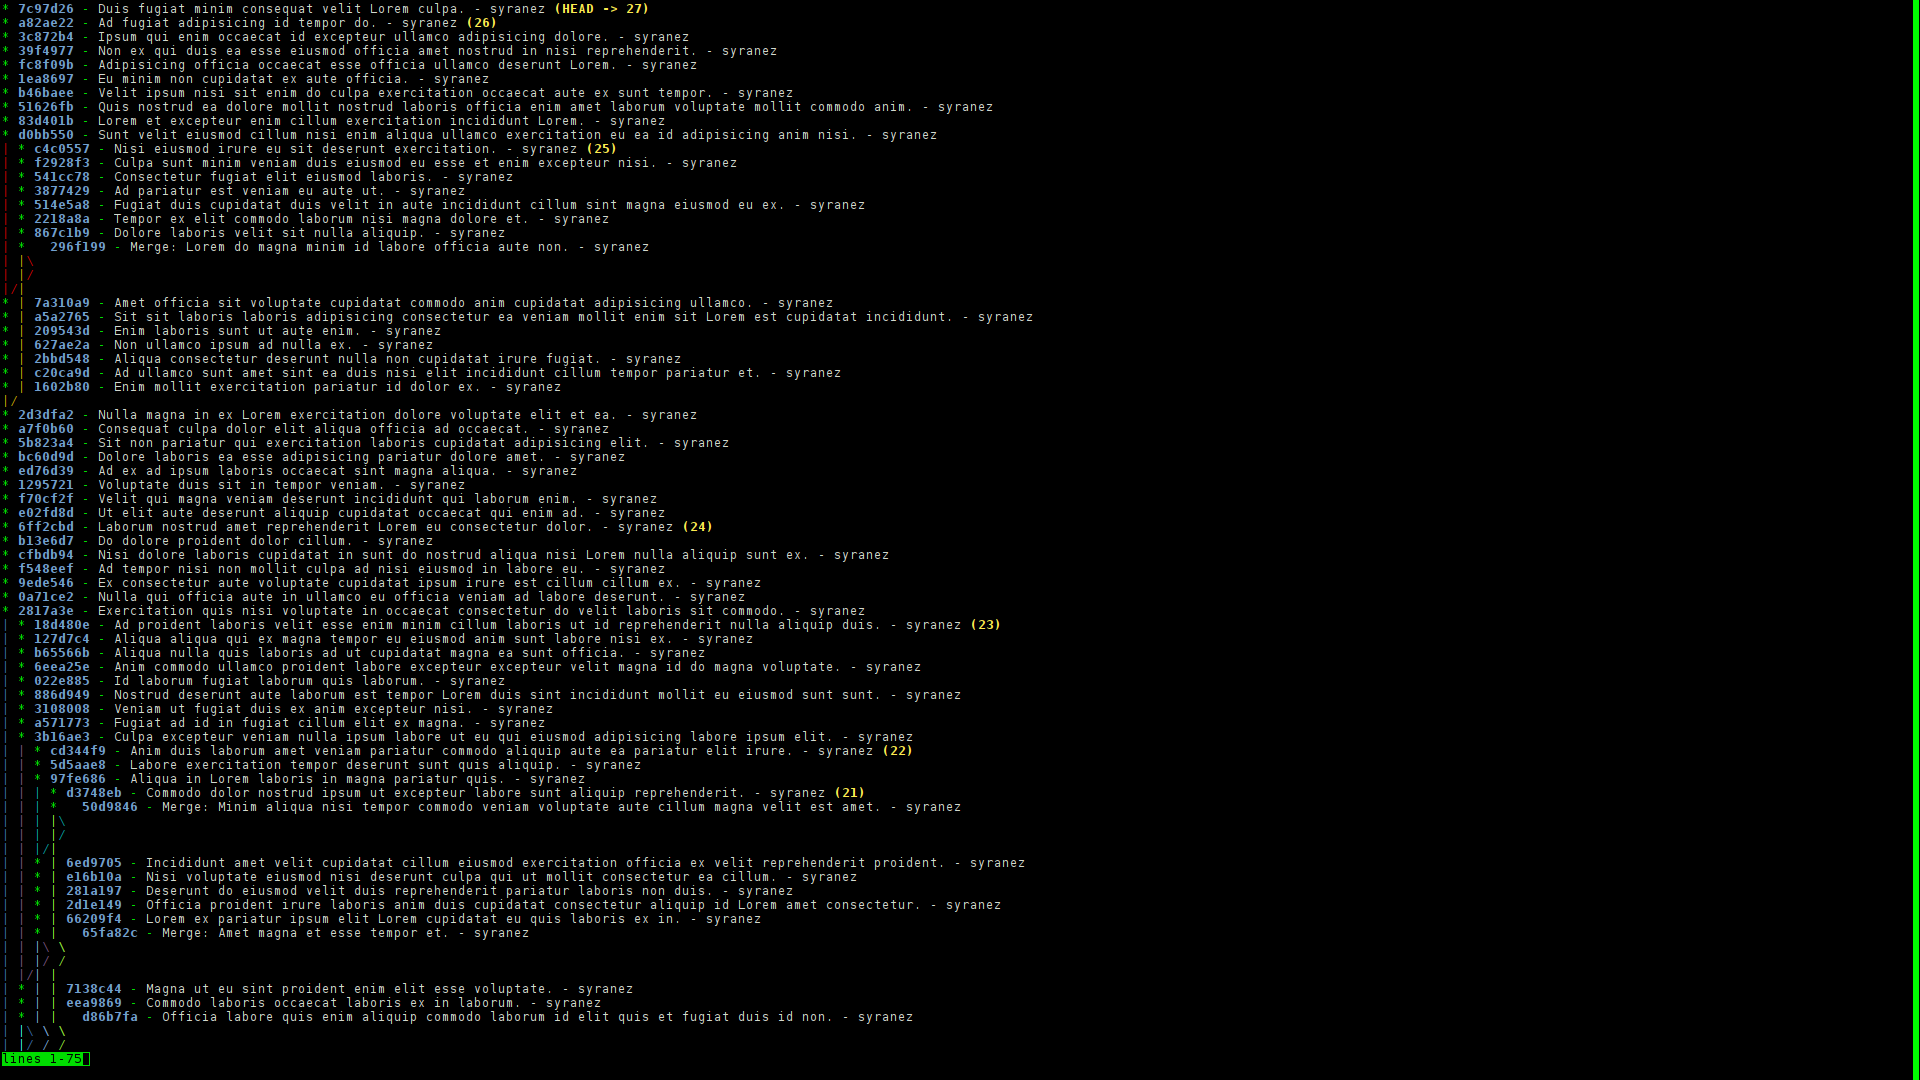 * 7c97d26 - Duis fugiat minim consequat velit Lorem culpa. - syranez (HEAD -> 27)
* a82ae22 - Ad fugiat adipisicing id tempor do. - syranez (26)
* 3c872b4 - Ipsum qui enim occaecat id excepteur ullamco adipisicing dolore. - syranez
* 39f4977 - Non ex qui duis ea esse eiusmod officia amet nostrud in nisi reprehenderit. - syranez
* fc8f09b - Adipisicing officia occaecat esse officia ullamco deserunt Lorem. - syranez
* 1ea8697 - Eu minim non cupidatat ex aute officia. - syranez
* b46baee - Velit ipsum nisi sit enim do culpa exercitation occaecat aute ex sunt tempor. - syranez
* 51626fb - Quis nostrud ea dolore mollit nostrud laboris officia enim amet laborum voluptate mollit commodo anim. - syranez
* 83d401b - Lorem et excepteur enim cillum exercitation incididunt Lorem. - syranez
* d0bb550 - Sunt velit eiusmod cillum nisi enim aliqua ullamco exercitation eu ea id adipisicing anim nisi. - syranez
| * c4c0557 - Nisi eiusmod irure eu sit deserunt exercitation. - syranez (25)
| * f2928f3 - Culpa sunt minim veniam duis eiusmod eu esse et enim excepteur nisi. - syranez
| * 541cc78 - Consectetur fugiat elit eiusmod laboris. - syranez
| * 3877429 - Ad pariatur est veniam eu aute ut. - syranez
| * 514e5a8 - Fugiat duis cupidatat duis velit in aute incididunt cillum sint magna eiusmod eu ex. - syranez
| * 2218a8a - Tempor ex elit commodo laborum nisi magna dolore et. - syranez
| * 867c1b9 - Dolore laboris velit sit nulla aliquip. - syranez
| *   296f199 - Merge: Lorem do magna minim id labore officia aute non. - syranez
| |\
| |/
|/|
* | 7a310a9 - Amet officia sit voluptate cupidatat commodo anim cupidatat adipisicing ullamco. - syranez
* | a5a2765 - Sit sit laboris laboris adipisicing consectetur ea veniam mollit enim sit Lorem est cupidatat incididunt. - syranez
* | 209543d - Enim laboris sunt ut aute enim. - syranez
* | 627ae2a - Non ullamco ipsum ad nulla ex. - syranez
* | 2bbd548 - Aliqua consectetur deserunt nulla non cupidatat irure fugiat. - syranez
* | c20ca9d - Ad ullamco sunt amet sint ea duis nisi elit incididunt cillum tempor pariatur et. - syranez
* | 1602b80 - Enim mollit exercitation pariatur id dolor ex. - syranez
|/
* 2d3dfa2 - Nulla magna in ex Lorem exercitation dolore voluptate elit et ea. - syranez
* a7f0b60 - Consequat culpa dolor elit aliqua officia ad occaecat. - syranez
* 5b823a4 - Sit non pariatur qui exercitation laboris cupidatat adipisicing elit. - syranez
* bc60d9d - Dolore laboris ea esse adipisicing pariatur dolore amet. - syranez
* ed76d39 - Ad ex ad ipsum laboris occaecat sint magna aliqua. - syranez
* 1295721 - Voluptate duis sit in tempor veniam. - syranez
* f70cf2f - Velit qui magna veniam deserunt incididunt qui laborum enim. - syranez
* e02fd8d - Ut elit aute deserunt aliquip cupidatat occaecat qui enim ad. - syranez
* 6ff2cbd - Laborum nostrud amet reprehenderit Lorem eu consectetur dolor. - syranez (24)
* b13e6d7 - Do dolore proident dolor cillum. - syranez
* cfbdb94 - Nisi dolore laboris cupidatat in sunt do nostrud aliqua nisi Lorem nulla aliquip sunt ex. - syranez
* f548eef - Ad tempor nisi non mollit culpa ad nisi eiusmod in labore eu. - syranez
* 9ede546 - Ex consectetur aute voluptate cupidatat ipsum irure est cillum cillum ex. - syranez
* 0a71ce2 - Nulla qui officia aute in ullamco eu officia veniam ad labore deserunt. - syranez
* 2817a3e - Exercitation quis nisi voluptate in occaecat consectetur do velit laboris sit commodo. - syranez
| * 18d480e - Ad proident laboris velit esse enim minim cillum laboris ut id reprehenderit nulla aliquip duis. - syranez (23)
| * 127d7c4 - Aliqua aliqua qui ex magna tempor eu eiusmod anim sunt labore nisi ex. - syranez
| * b65566b - Aliqua nulla quis laboris ad ut cupidatat magna ea sunt officia. - syranez
| * 6eea25e - Anim commodo ullamco proident labore excepteur excepteur velit magna id do magna voluptate. - syranez
| * 022e885 - Id laborum fugiat laborum quis laborum. - syranez
| * 886d949 - Nostrud deserunt aute laborum est tempor Lorem duis sint incididunt mollit eu eiusmod sunt sunt. - syranez
| * 3108008 - Veniam ut fugiat duis ex anim excepteur nisi. - syranez
| * a571773 - Fugiat ad id in fugiat cillum elit ex magna. - syranez
| * 3b16ae3 - Culpa excepteur veniam nulla ipsum labore ut eu qui eiusmod adipisicing labore ipsum elit. - syranez
| | * cd344f9 - Anim duis laborum amet veniam pariatur commodo aliquip aute ea pariatur elit irure. - syranez (22)
| | * 5d5aae8 - Labore exercitation tempor deserunt sunt quis aliquip. - syranez
| | * 97fe686 - Aliqua in Lorem laboris in magna pariatur quis. - syranez
| | | * d3748eb - Commodo dolor nostrud ipsum ut excepteur labore sunt aliquip reprehenderit. - syranez (21)
| | | *   50d9846 - Merge: Minim aliqua nisi tempor commodo veniam voluptate aute cillum magna velit est amet. - syranez
| | | |\
| | | |/
| | |/|
| | * | 6ed9705 - Incididunt amet velit cupidatat cillum eiusmod exercitation officia ex velit reprehenderit proident. - syranez
| | * | e16b10a - Nisi voluptate eiusmod nisi deserunt culpa qui ut mollit consectetur ea cillum. - syranez
| | * | 281a197 - Deserunt do eiusmod velit duis reprehenderit pariatur laboris non duis. - syranez
| | * | 2d1e149 - Officia proident irure laboris anim duis cupidatat consectetur aliquip id Lorem amet consectetur. - syranez
| | * | 66209f4 - Lorem ex pariatur ipsum elit Lorem cupidatat eu quis laboris ex in. - syranez
| | * |   65fa82c - Merge: Amet magna et esse tempor et. - syranez
| | |\ \
| | |/ /
| |/| |
| * | | 7138c44 - Magna ut eu sint proident enim elit esse voluptate. - syranez
| * | | eea9869 - Commodo laboris occaecat laboris ex in laborum. - syranez
| * | |   d86b7fa - Officia labore quis enim aliquip commodo laborum id elit quis et fugiat duis id non. - syranez
| |\ \ \
| |/ / /
lines 1-75